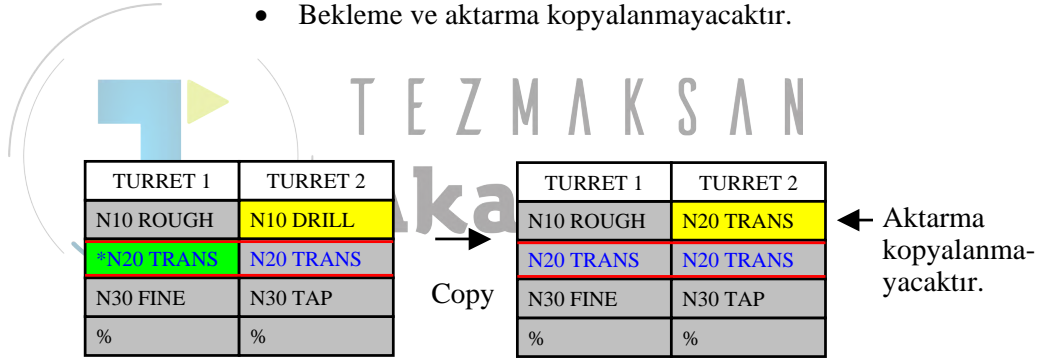 • Bekleme ve aktarma kopyalanmayacaktır.
TEZMAKSAN
TURRET 1 TURRET 2
N10 ROUGH N10 DRILL
*N20 TRANS N20 TRANS
N30 FINE N30 TAP
% %
Copy
TURRET 1 TURRET 2
N10 ROUGH N20 TRANS
N20 TRANS N20 TRANS
N30 FINE N30 TAP
% %
Aktarma
kopyalanma-
yacaktır.